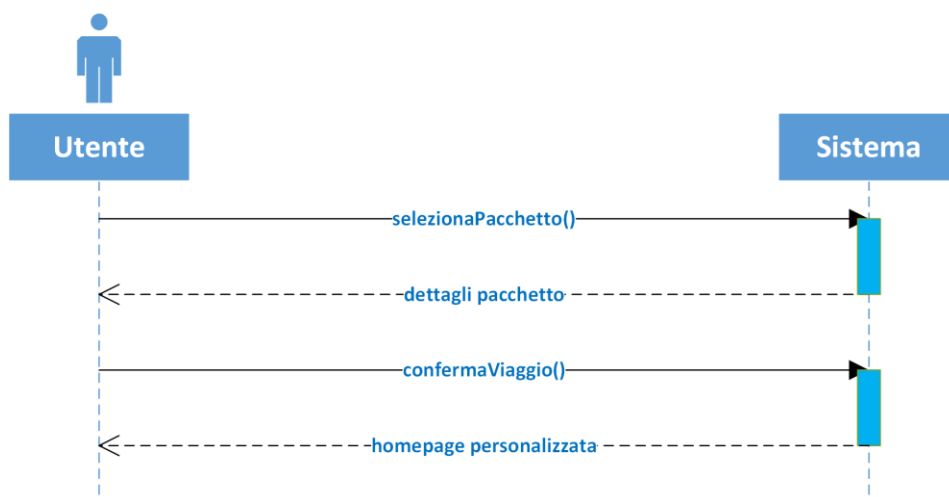 Utente
Sistema
selezionaPacchetto()
dettagli pacchetto
confermaViaggio()
homepage personalizzata